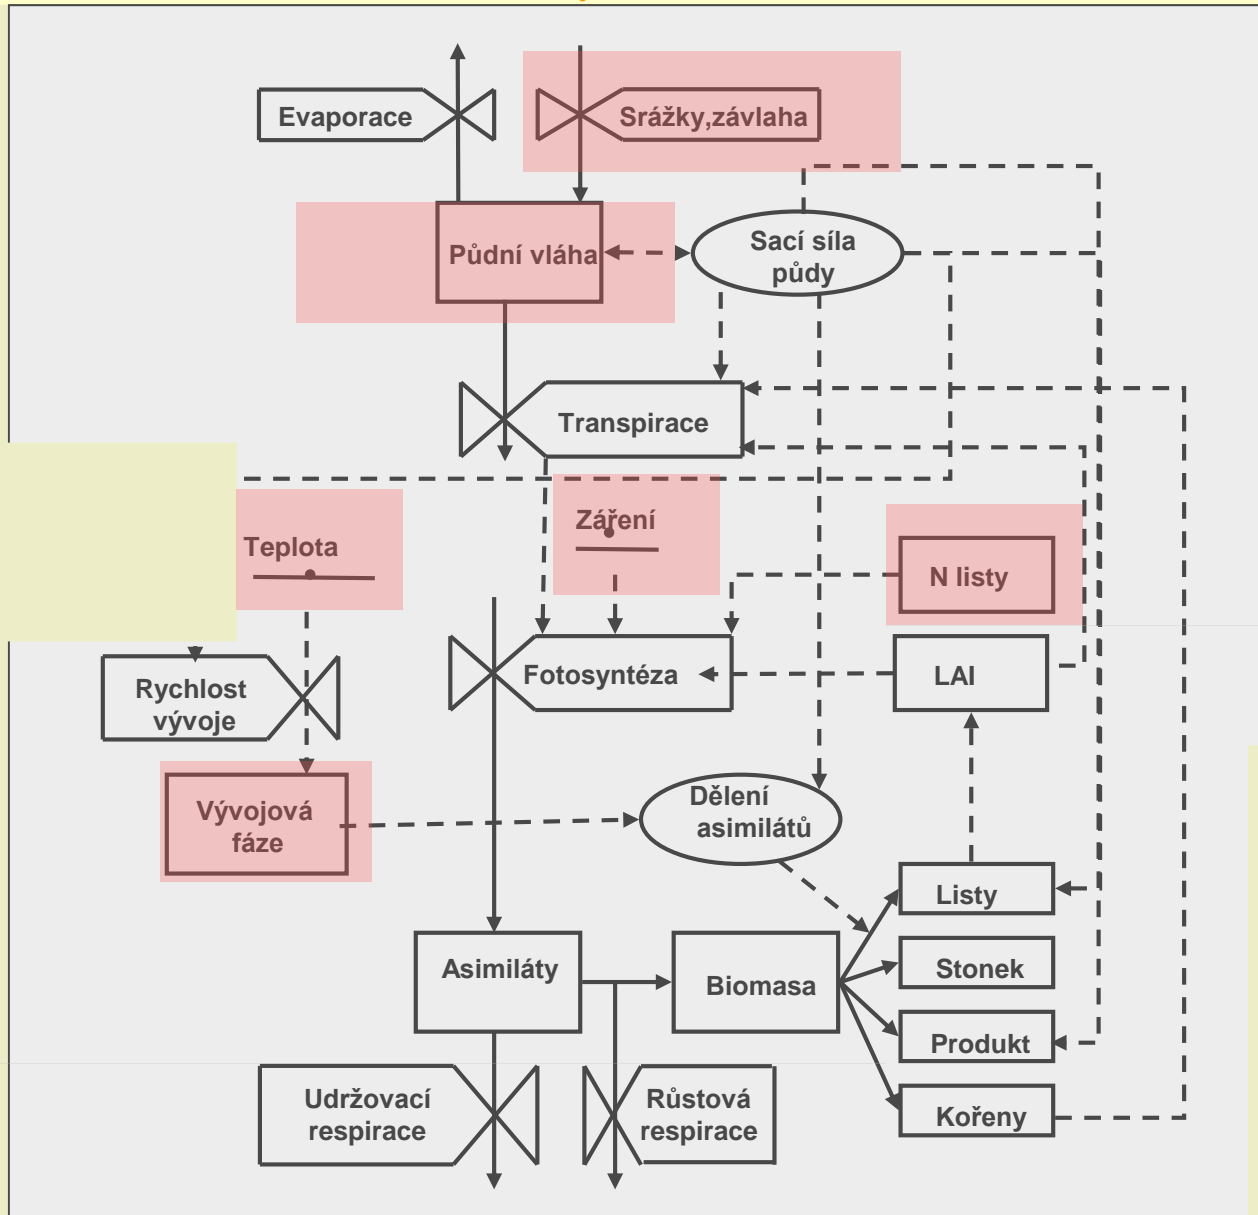 Evaporace
Srážky,závlaha
Půdní vláha
Sací síla
půdy
Transpirace
Teplota
Záření
N listy
Rychlost
vývoje
Fotosyntéza
LAI
Vývojová
fáze
Dělení
asimilátů
Listy
Asimiláty
Biomasa
Stonek
Produkt
Udržovací
respirace
Růstová
respirace
Kořeny